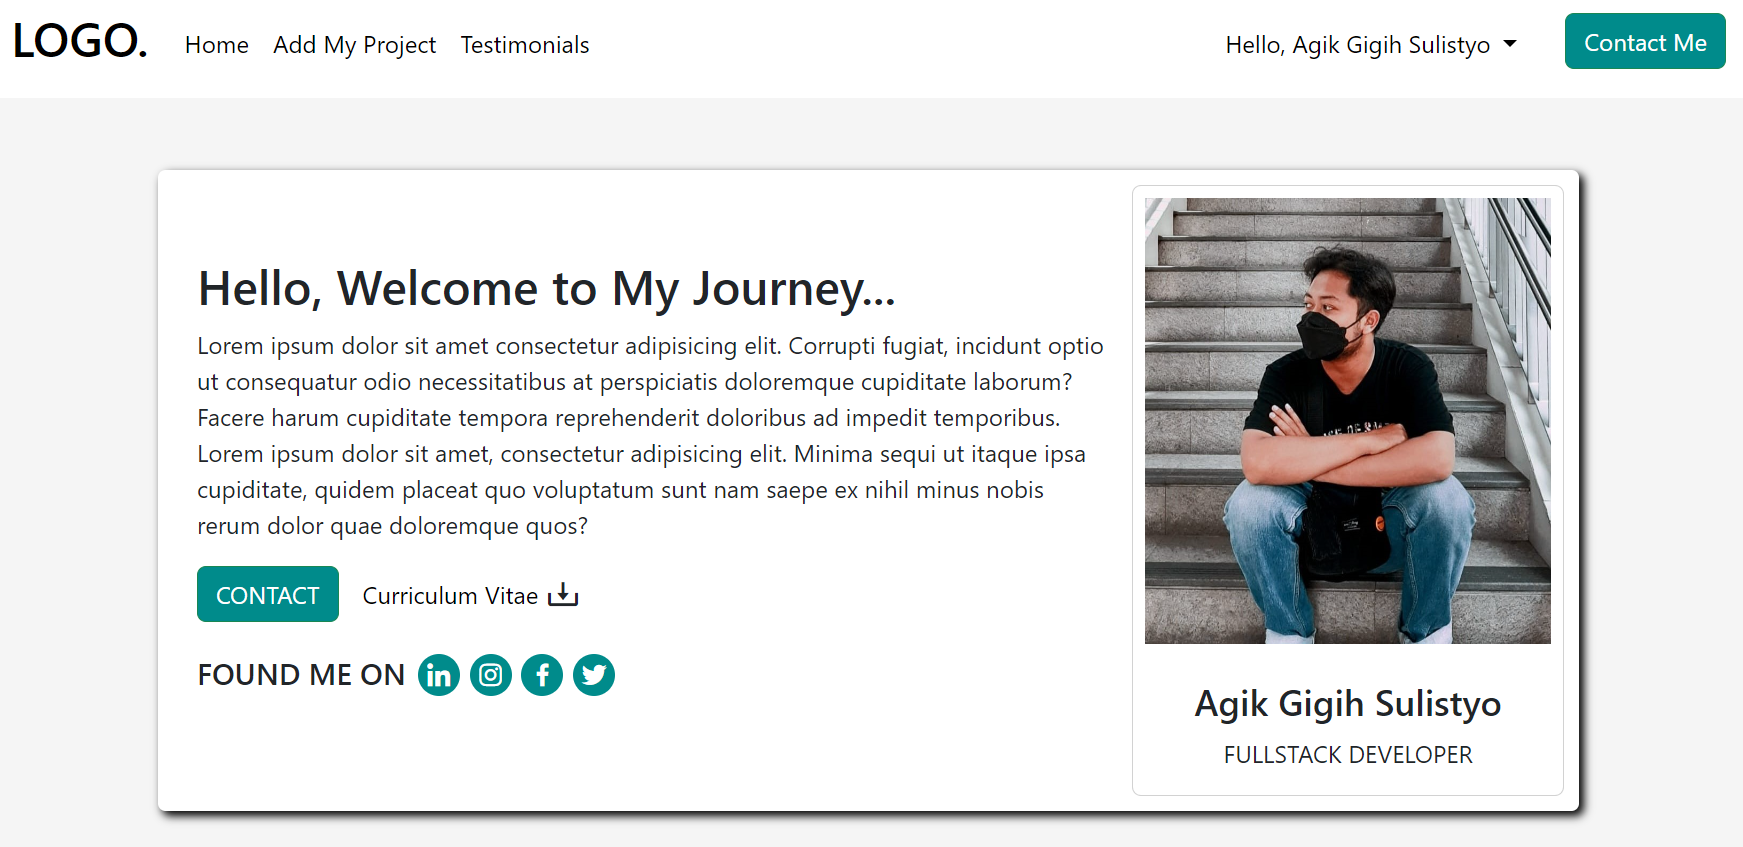 LOGO.
Home
Add My Project
Testimonials
Hello, Agik Gigih Sulistyo
Contact Me
Hello, Welcome to My Journey...
Lorem ipsum dolor sit amet consectetur adipisicing elit. Corrupti fugiat, incidunt optio
ut consequatur odio necessitatibus at perspiciatis doloremque cupiditate laborum?
Facere harum cupiditate tempora reprehenderit doloribus ad impedit temporibus.
Lorem ipsum dolor sit amet, consectetur adipisicing elit. Minima sequi ut itaque ipsa
cupiditate, quidem placeat quo voluptatum sunt nam saepe ex nihil minus nobis
rerum dolor quae doloremque quos?
CONTACT
Curriculum Vitae
FOUND ME ON
in
Agik Gigih Sulistyo
FULLSTACK DEVELOPER